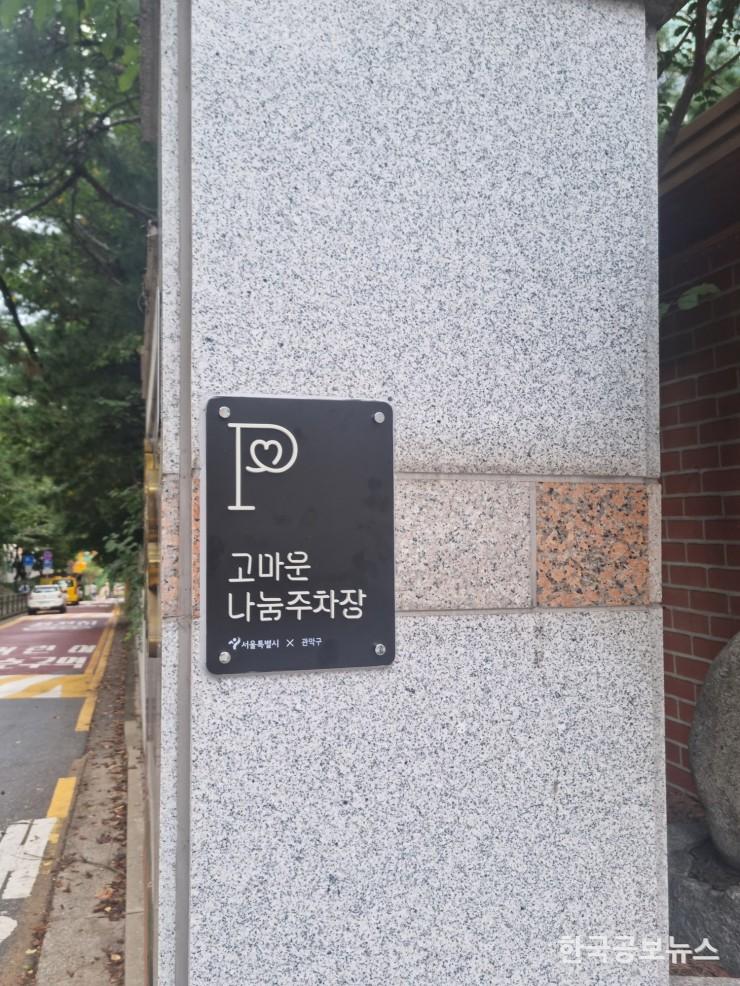 P
고마운
나눔주차장
서울특별시 × 관악구
한국공보뉴스